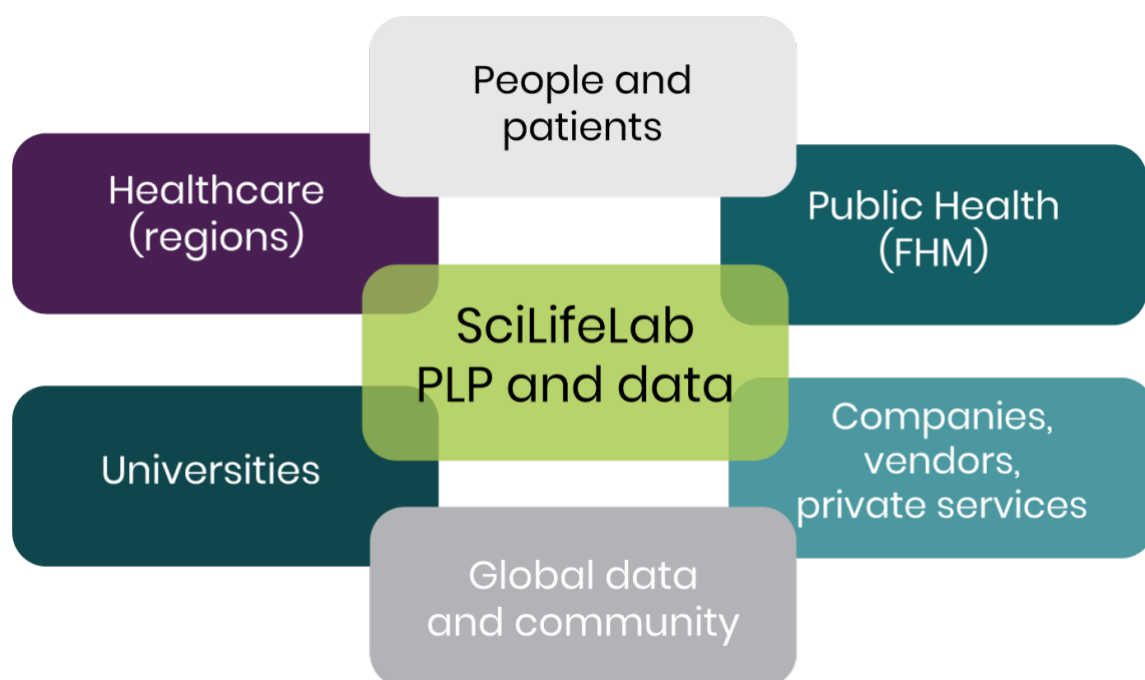 People and
patients
Healthcare
(regions)
Public Health
(FHM)
SciLifeLab
PLP and data
Universities
Companies,
vendors,
private services
Global data
and community